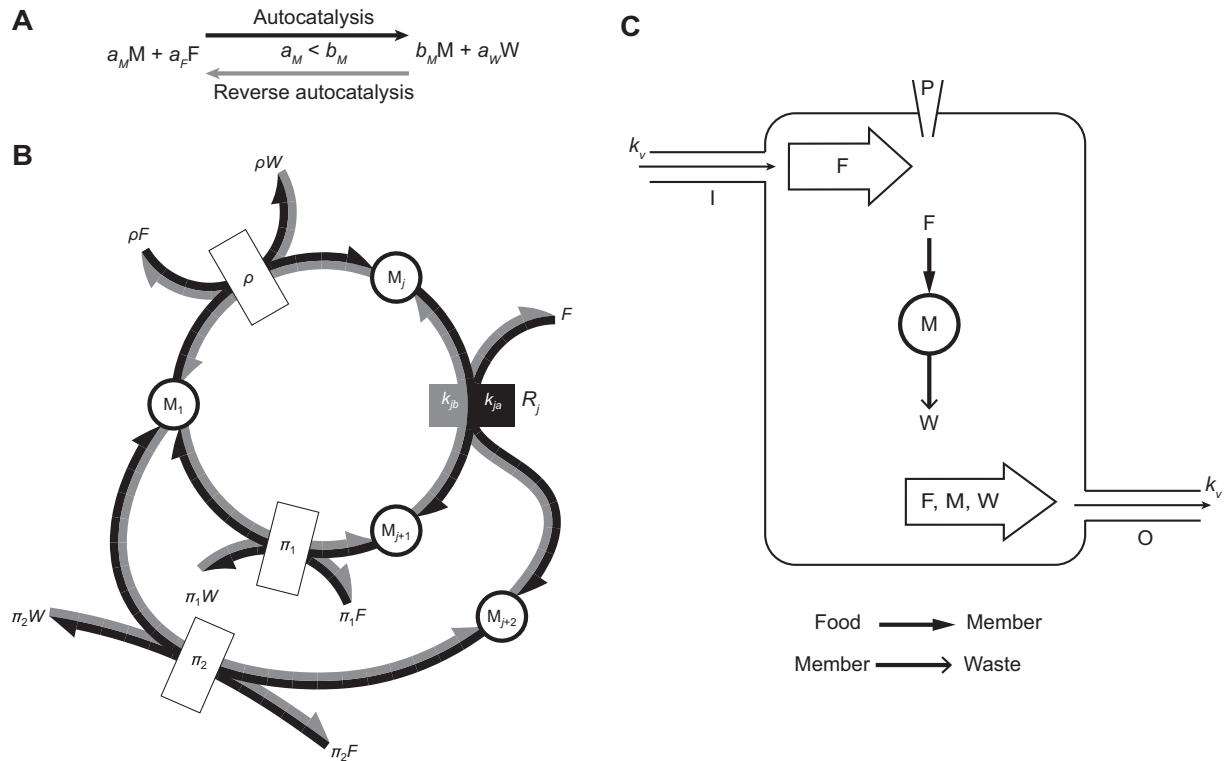 A
Autocatalysis
a_M M + a_F F
a_M < b_M
b_M M + a_W W
Reverse autocatalysis
B
ρW
ρF
ρ
M_j
F
M_1
k_jb
k_ja
R_j
π_1
M_j+1
π_1W
π_1F
π_2W
π_2
M_j+2
π_2F
C
P
k_v
F
I
F
M
W
F, M, W
k_v
O
Food
Member
Member
Waste